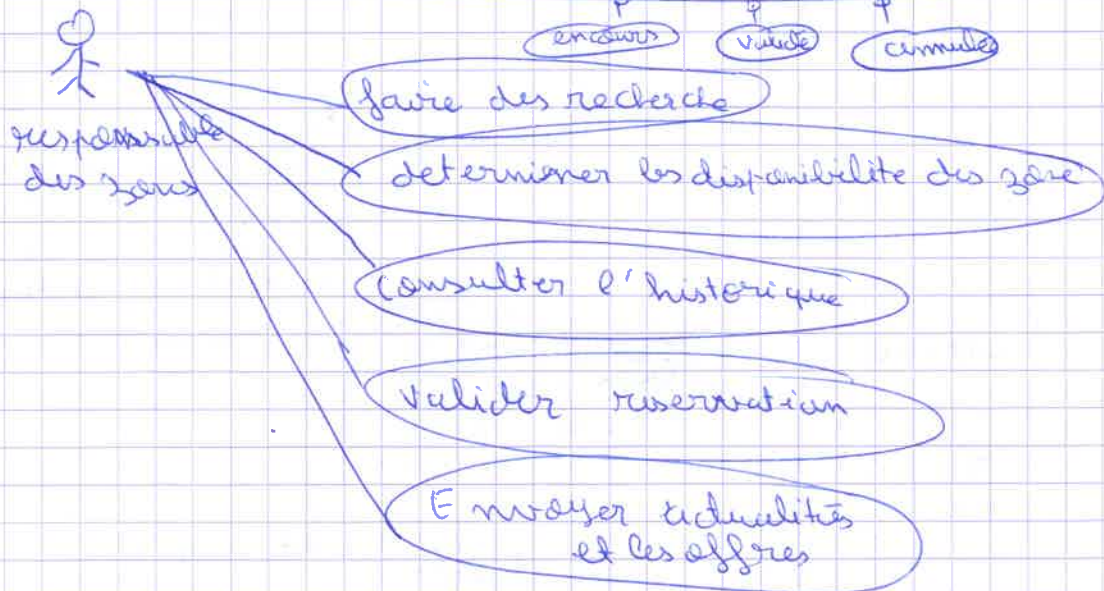 encours validé annulé
faire des recherche
responsable
des zones
determiner les disponibilite des zone
consulter l'historique
valider reservation
Envoyer actualités
et les offres